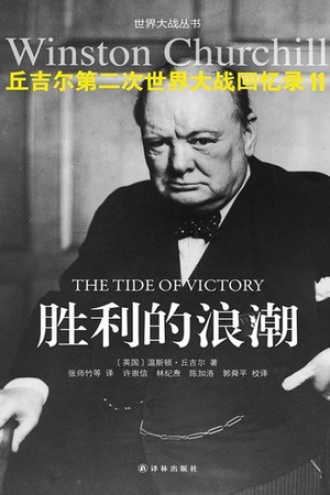 世界大战丛书
Winston Churchill
丘吉尔第二次世界大战回忆录 11
THE TIDE OF VICTORY
胜利的浪潮
〔英国〕温斯顿·丘吉尔 著
张师竹等 译 许崇信 林纪焘 陈加洛 郭舜平 校译
译林出版社